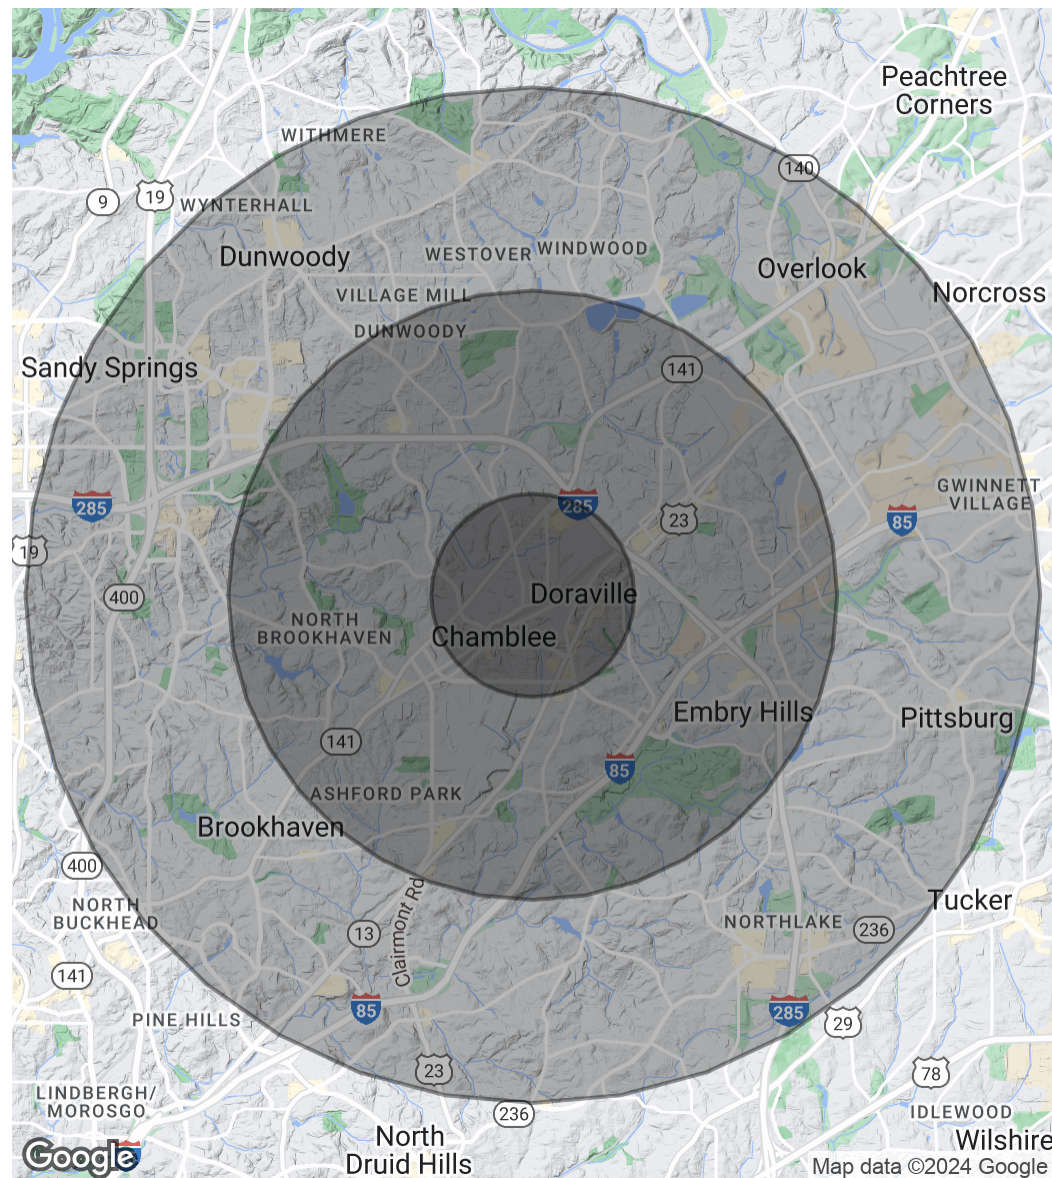 Peachtree
Corners
WITHMERE
140
9
19
WYNTERHALL
Dunwoody
WESTOVER
WINDWOOD
Overlook
Norcross
VILLAGE MILL
DUNWOODY
Sandy Springs
141
GWINNETT
VILLAGE
285
285
23
85
19
400
Doraville
NORTH
BROOKHAVEN
Chamblee
Embry Hills
Pittsburg
141
85
ASHFORD PARK
Brookhaven
400
NORTH
BUCKHEAD
Clairmont Rd
Tucker
NORTHLAKE
236
13
141
85
285
PINE HILLS
29
23
78
LINDBERGH/
MOROSGO
236
IDLEWOOD
North
Druid Hills
Wilshire
Google
Map data ©2024 Google